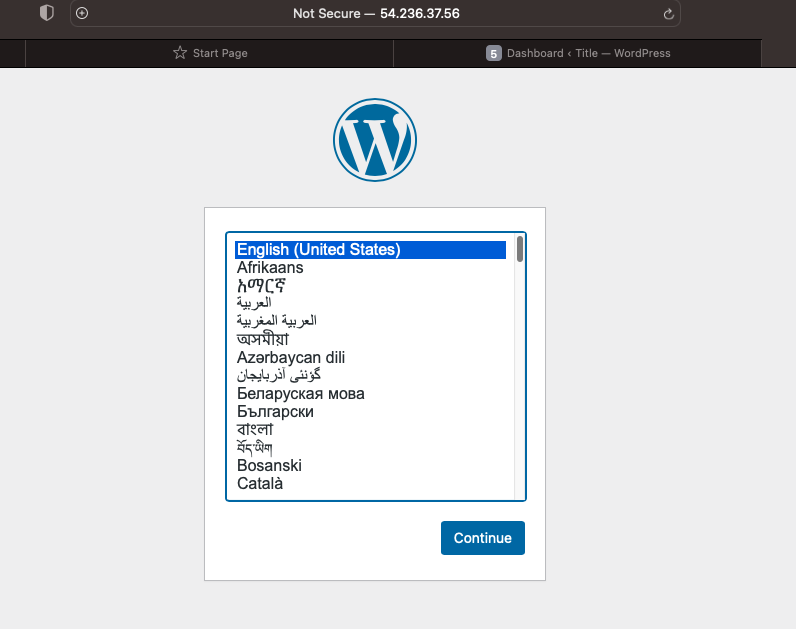 Not Secure — 54.236.37.56
Start Page
5 Dashboard ‹ Title — WordPress
English (United States)
Afrikaans
አማርኛ
العربية
العربية المغربية
অসমীয়া
Azərbaycan dili
گؤنئی آذربایجان
Беларуская мова
Български
বাংলা
བོད་ཡིག
Bosanski
Català
Continue